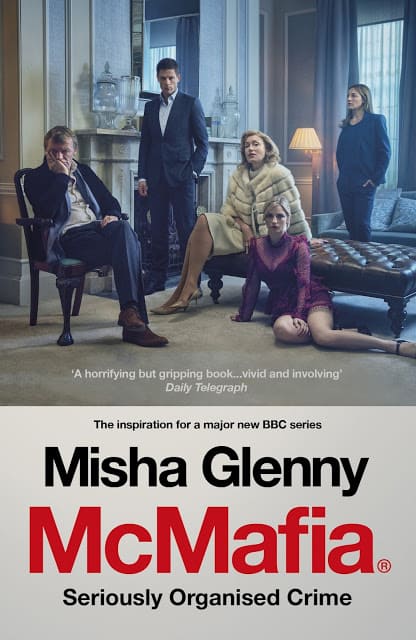 ‘A horrifying but gripping book...vivid and involving’
Daily Telegraph
The inspiration for a major new BBC series
Misha Glenny
McMafia®
Seriously Organised Crime